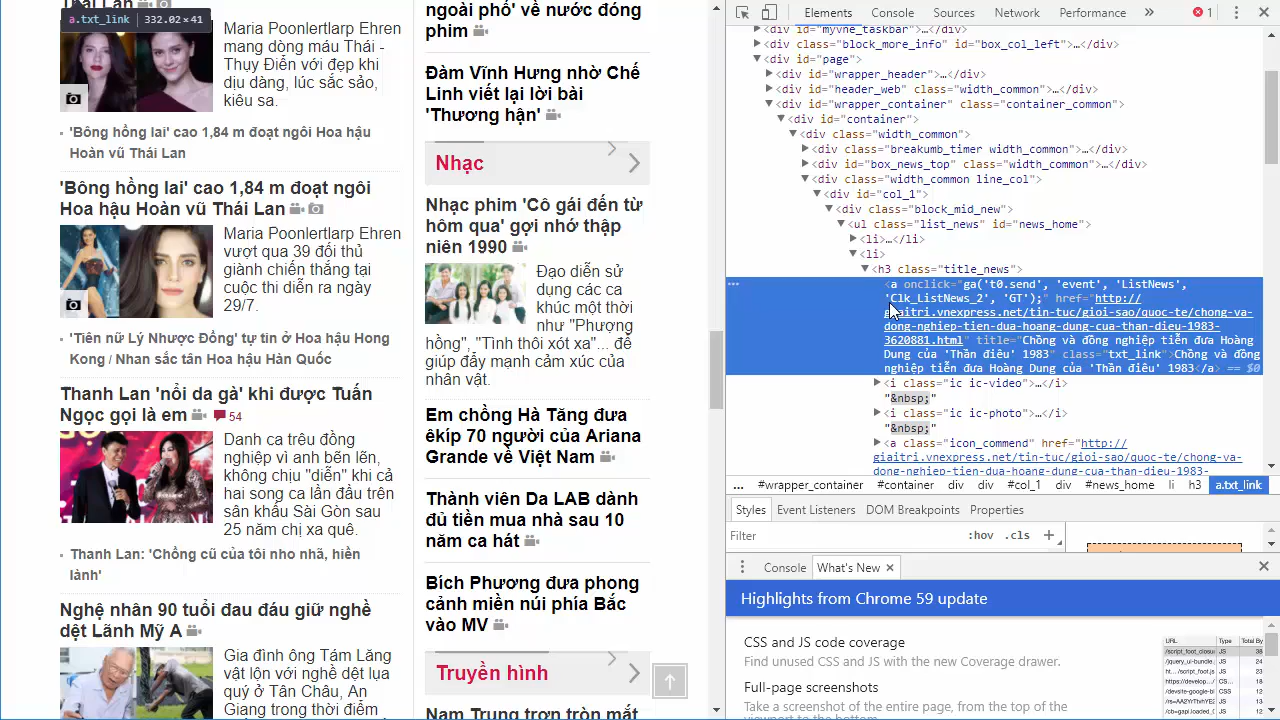 a.txt_link 332.02×41
Maria Poonlertlarp Ehren
mang dòng máu Thái -
Thụy Điển với đẹp khi
dịu dàng, lúc sắc sảo,
kiêu sa.
'Bông hồng lai' cao 1,84 m đoạt ngôi Hoa hậu
Hoàn vũ Thái Lan
'Bông hồng lai' cao 1,84 m đoạt ngôi
Hoa hậu Hoàn vũ Thái Lan
Maria Poonlertlarp Ehren
vượt qua 39 đối thủ
giành chiến thắng tại
cuộc thi diễn ra ngày
29/7.
'Tiên nữ Lý Nhược Đồng' tự tin ở Hoa hậu Hong
Kong / Nhan sắc tân Hoa hậu Hàn Quốc
Thanh Lan 'nổi da gà' khi được Tuấn
Ngọc gọi là em 54
Danh ca trêu đồng
nghiệp vì anh bẽn lẽn,
không chịu "diễn" khi cả
hai song ca lần đầu trên
sân khấu Sài Gòn sau
25 năm chị xa quê.
Thanh Lan: 'Chồng cũ của tôi nho nhã, hiền
lành'
Nghệ nhân 90 tuổi đau đáu giữ nghề
dệt Lãnh Mỹ A
Gia đình ông Tám Lăng
vật lộn với nghề dệt lụa
quý ở Tân Châu, An
Giang trong thời điểm
ngoài phố' về nước đóng
phim
Đàm Vĩnh Hưng nhờ Chế
Linh viết lại lời bài
'Thương hận'
Nhạc
Nhạc phim 'Cô gái đến từ
hôm qua' gợi nhớ thập
niên 1990
Đạo diễn sử
dụng các ca
khúc một thời
như "Phượng
hồng", "Tình thôi xót xa"... để
giúp đẩy mạnh cảm xúc của
nhân vật.
Em chồng Hà Tăng đưa
êkíp 70 người của Ariana
Grande về Việt Nam
Thành viên Da LAB dành
đủ tiền mua nhà sau 10
năm ca hát
Bích Phương đưa phong
cảnh miền núi phía Bắc
vào MV
Truyền hình
Nam Trung trợn tròn mắt
Elements Console Sources Network Performance 1
<div id="myvne_taskbar">…</div>
<div class="block_more_info" id="box_col_left">…</div>
<div id="page">
<div id="wrapper_header">…</div>
<div id="header_web" class="width_common">…</div>
<div id="wrapper_container" class="container_common">
<div id="container">
<div class="width_common">
<div class="breakumb_timer width_common">…</div>
<div id="box_news_top" class="width_common">…</div>
<div class="width_common line_col">
<div id="col_1">
<div class="block_mid_new">
<ul class="list_news" id="news_home">
<li>…</li>
<li>
<h3 class="title_news">
<a onclick="ga('t0.send', 'event', 'ListNews',
'Clk_ListNews_2', 'GT');" href="http://
giaitri.vnexpress.net/tin-tuc/gioi-sao/quoc-te/chong-va-
dong-nghiep-tien-dua-hoang-dung-cua-than-dieu-1983-
3620881.html" title="Chồng và đồng nghiệp tiễn đưa Hoàng
Dung của 'Thần điêu' 1983" class="txt_link">Chồng và đồng
nghiệp tiễn đưa Hoàng Dung của 'Thần điêu' 1983</a> == $0
<i class="ic ic-video">…</i>
"&nbsp;"
<i class="ic ic-photo">…</i>
"&nbsp;"
<a class="icon_commend" href="http://
giaitri.vnexpress.net/tin-tuc/gioi-sao/quoc-te/chong-va-
dong-nghiep-tien-dua-hoang-dung-cua-than-dieu-1983-
... #wrapper_container #container div div #col_1 div #news_home li h3 a.txt_link
Styles Event Listeners DOM Breakpoints Properties
Filter :hov .cls +
Console What's New
Highlights from Chrome 59 update
CSS and JS code coverage
Find unused CSS and JS with the new Coverage drawer.
Full-page screenshots
Take a screenshot of the entire page, from the top of the
viewport to the bottom.